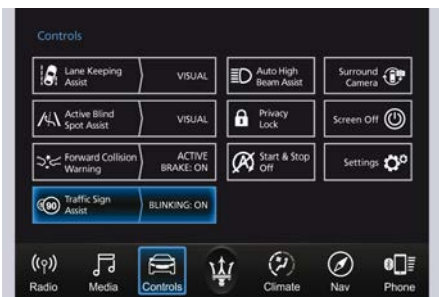 Controls
Lane Keeping
Assist
VISUAL
Auto High
Beam Assist
Surround
Camera
Active Blind
Spot Assist
VISUAL
Privacy
Lock
Screen Off
Forward Collision
Warning
ACTIVE
BRAKE: ON
Start & Stop
Off
Settings
90
Traffic Sign
Assist
BLINKING: ON
Radio
Media
Controls
Climate
Nav
Phone